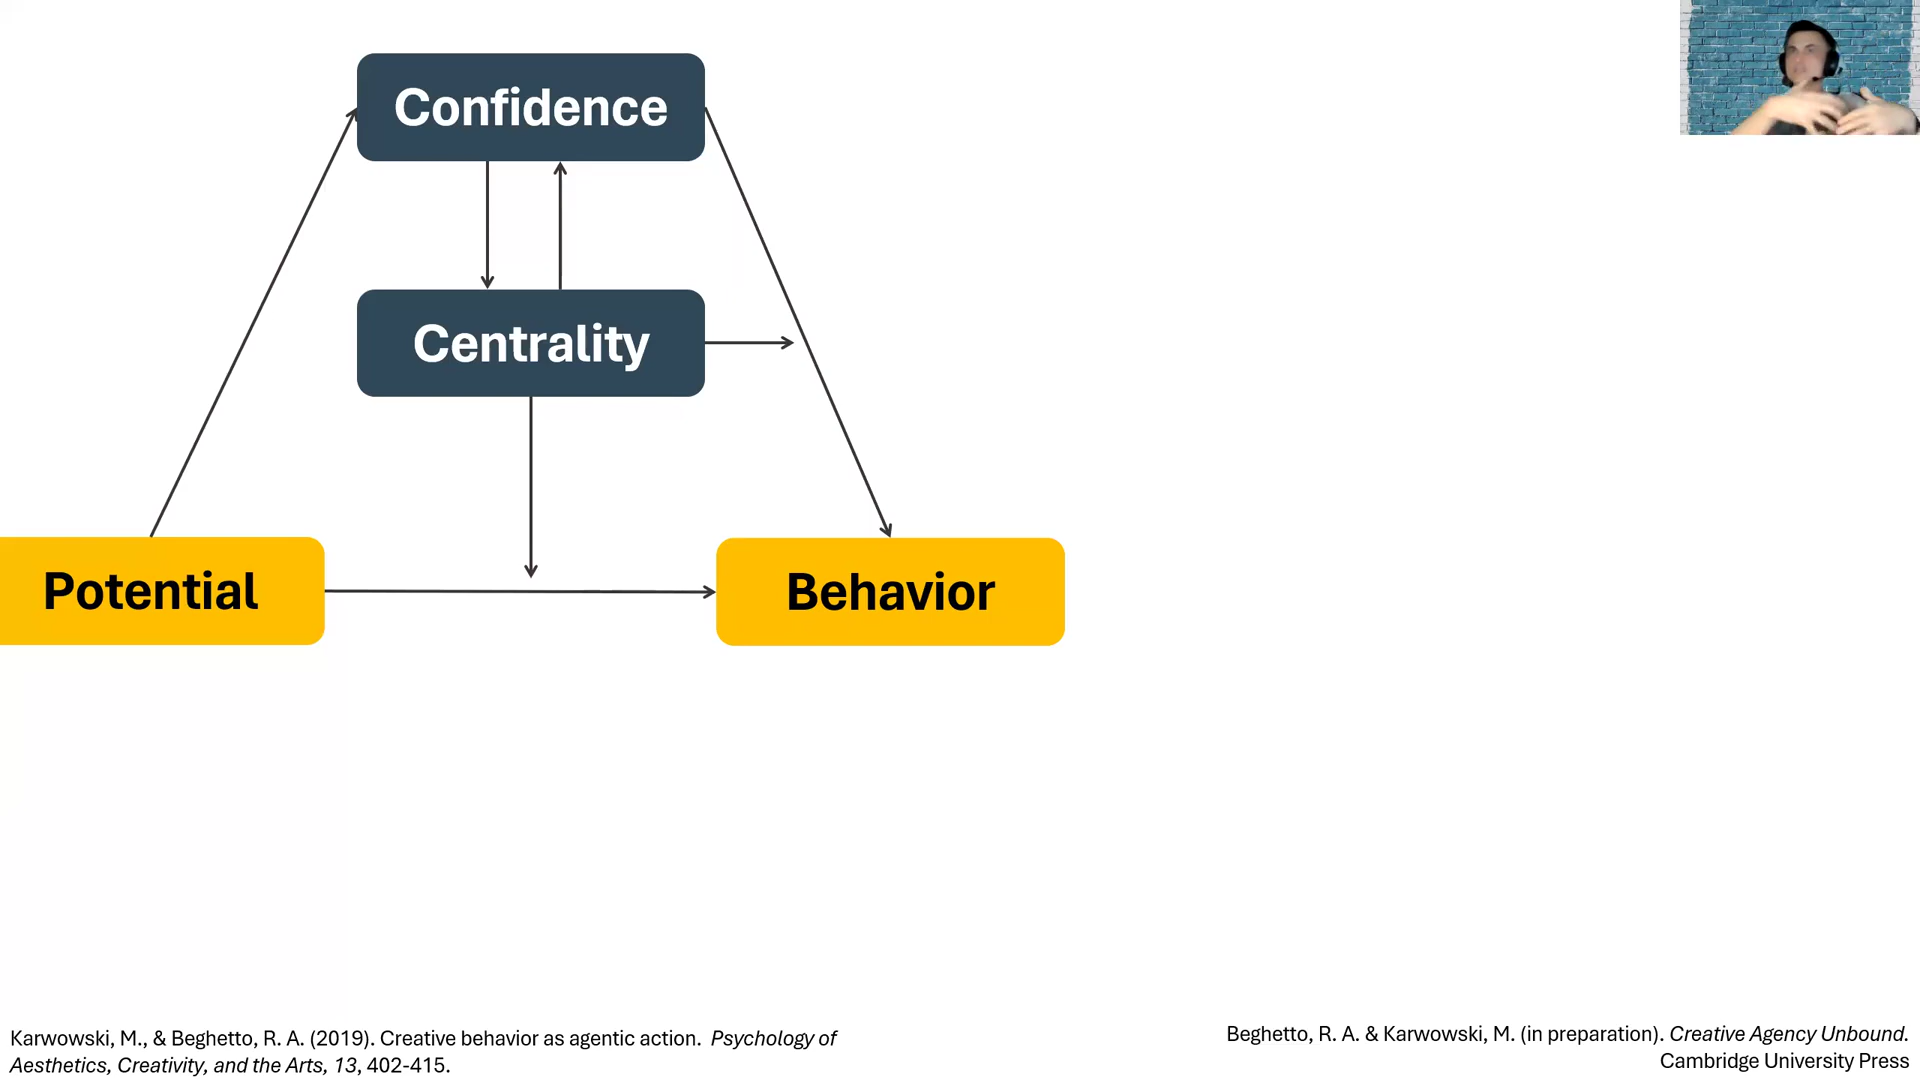 Confidence
Centrality
Potential
Behavior
Karwowski, M., & Beghetto, R. A. (2019). Creative behavior as agentic action. Psychology of
Aesthetics, Creativity, and the Arts, 13, 402-415.
Beghetto, R. A. & Karwowski, M. (in preparation). Creative Agency Unbound.
Cambridge University Press